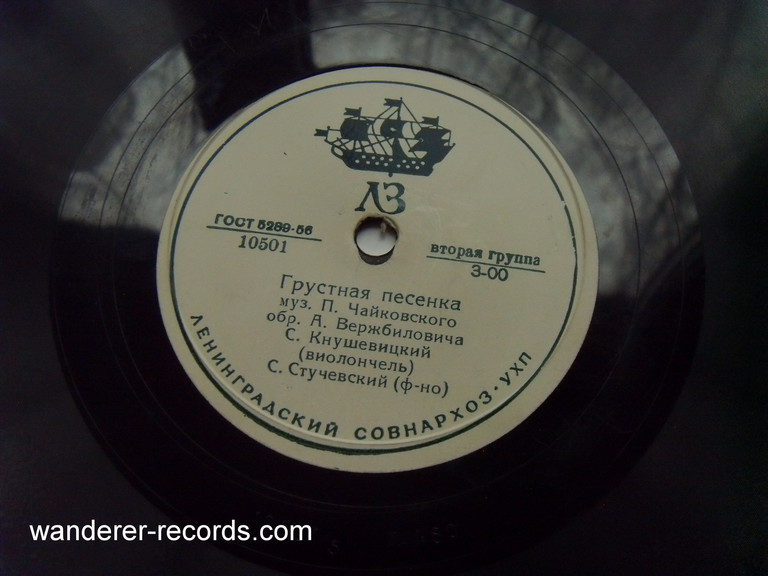 ЛЗ
ГОСТ 5289-56
10501
вторая группа
3-00
Грустная песенка
муз. П. Чайковского
обр. А. Вержбиловича
С. Кнушевицкий
(виолончель)
С. Стучевский (ф-но)
ЛЕНИНГРАДСКИЙ СОВНАРХОЗ·УХП
wanderer-records.com